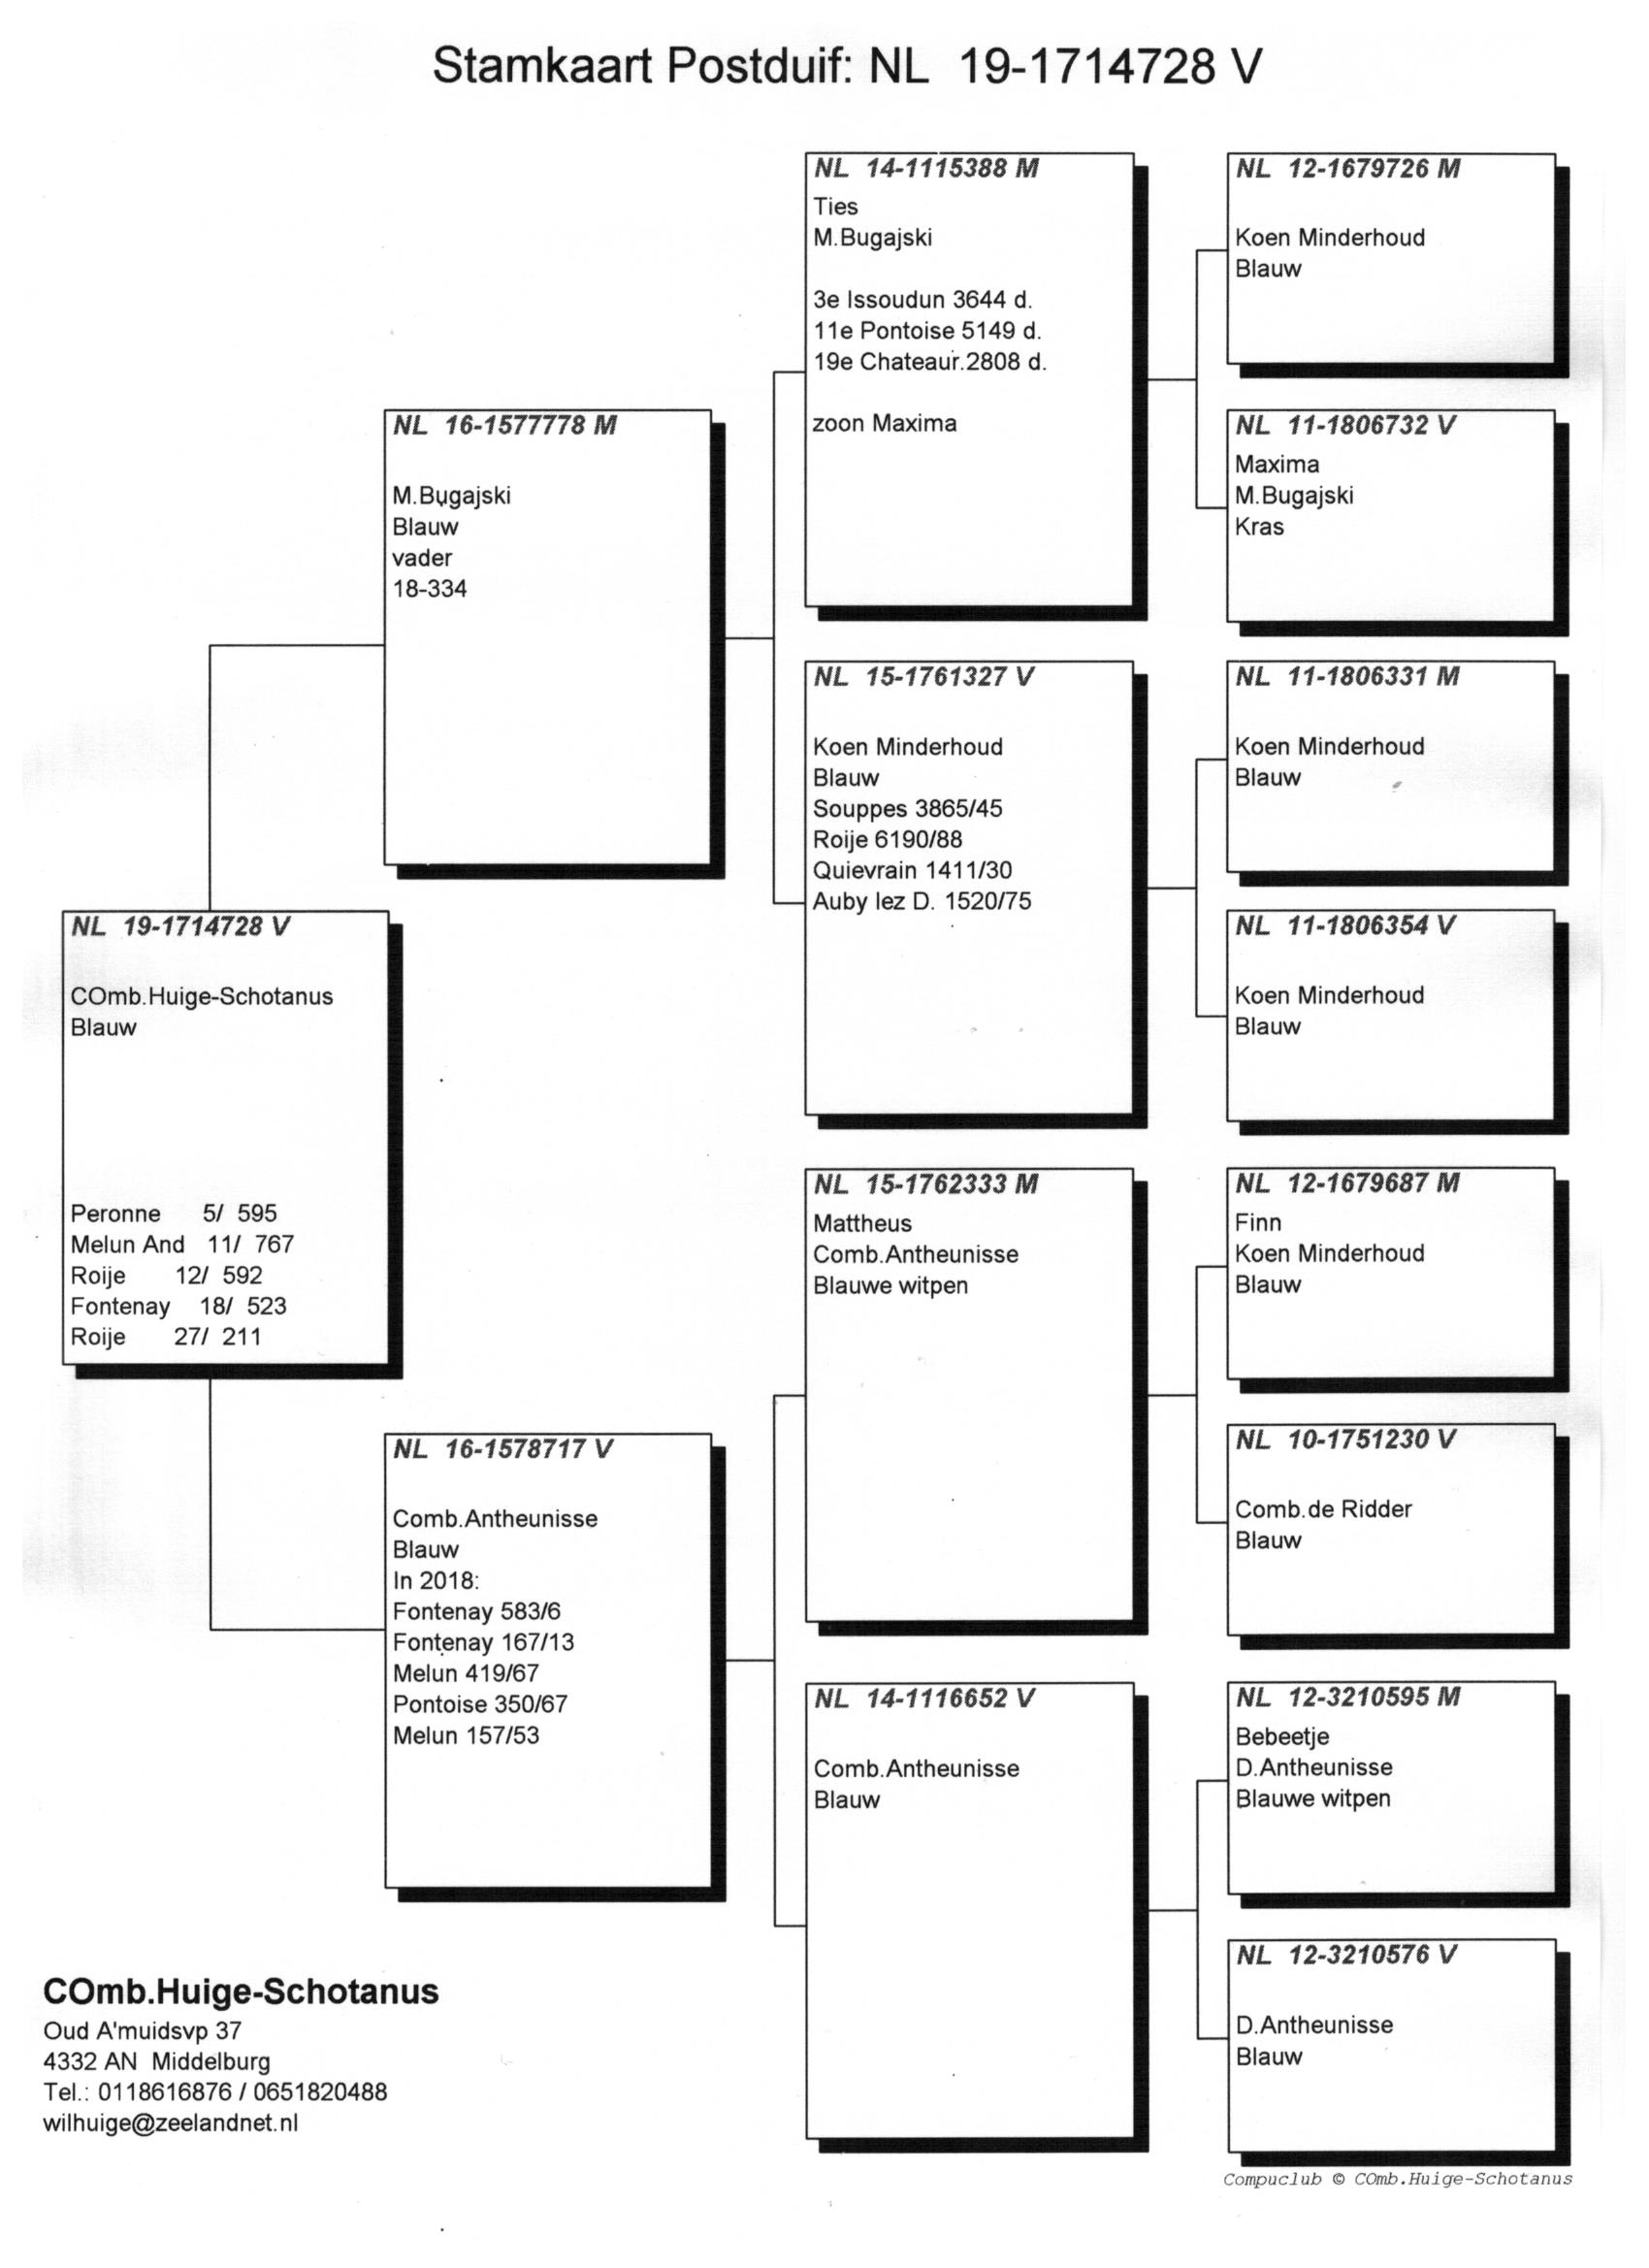 Stamkaart Postduif: NL 19-1714728 V
NL 19-1714728 V
COmb.Huige-Schotanus
Blauw
Peronne 5/ 595
Melun And 11/ 767
Roije 12/ 592
Fontenay 18/ 523
Roije 27/ 211
NL 16-1577778 M
M.Bugajski
Blauw
vader
18-334
NL 16-1578717 V
Comb.Antheunisse
Blauw
In 2018:
Fontenay 583/6
Fontenay 167/13
Melun 419/67
Pontoise 350/67
Melun 157/53
NL 14-1115388 M
Ties
M.Bugajski
3e Issoudun 3644 d.
11e Pontoise 5149 d.
19e Chateaur.2808 d.
zoon Maxima
NL 15-1761327 V
Koen Minderhoud
Blauw
Souppes 3865/45
Roije 6190/88
Quievrain 1411/30
Auby lez D. 1520/75
NL 15-1762333 M
Mattheus
Comb.Antheunisse
Blauwe witpen
NL 14-1116652 V
Comb.Antheunisse
Blauw
NL 12-1679726 M
Koen Minderhoud
Blauw
NL 11-1806732 V
Maxima
M.Bugajski
Kras
NL 11-1806331 M
Koen Minderhoud
Blauw
NL 11-1806354 V
Koen Minderhoud
Blauw
NL 12-1679687 M
Finn
Koen Minderhoud
Blauw
NL 10-1751230 V
Comb.de Ridder
Blauw
NL 12-3210595 M
Bebeetje
D.Antheunisse
Blauwe witpen
NL 12-3210576 V
D.Antheunisse
Blauw
COmb.Huige-Schotanus
Oud A'muidsvp 37
4332 AN Middelburg
Tel.: 0118616876 / 0651820488
wilhuige@zeelandnet.nl
Compuclub © COmb.Huige-Schotanus